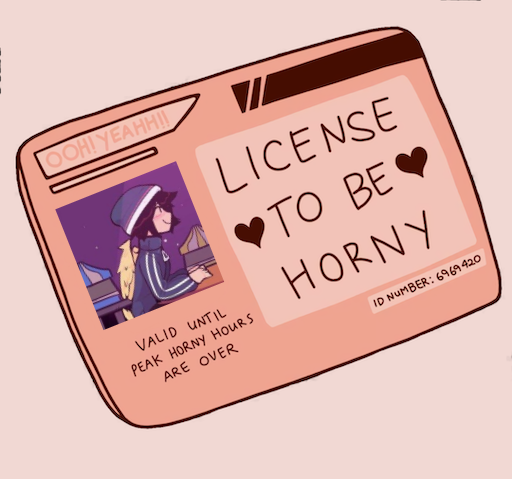 OOH! YEAHH!!
LICENSE
TO BE
HORNY
ID NUMBER: 6969420
VALID UNTIL
PEAK HORNY HOURS
ARE OVER